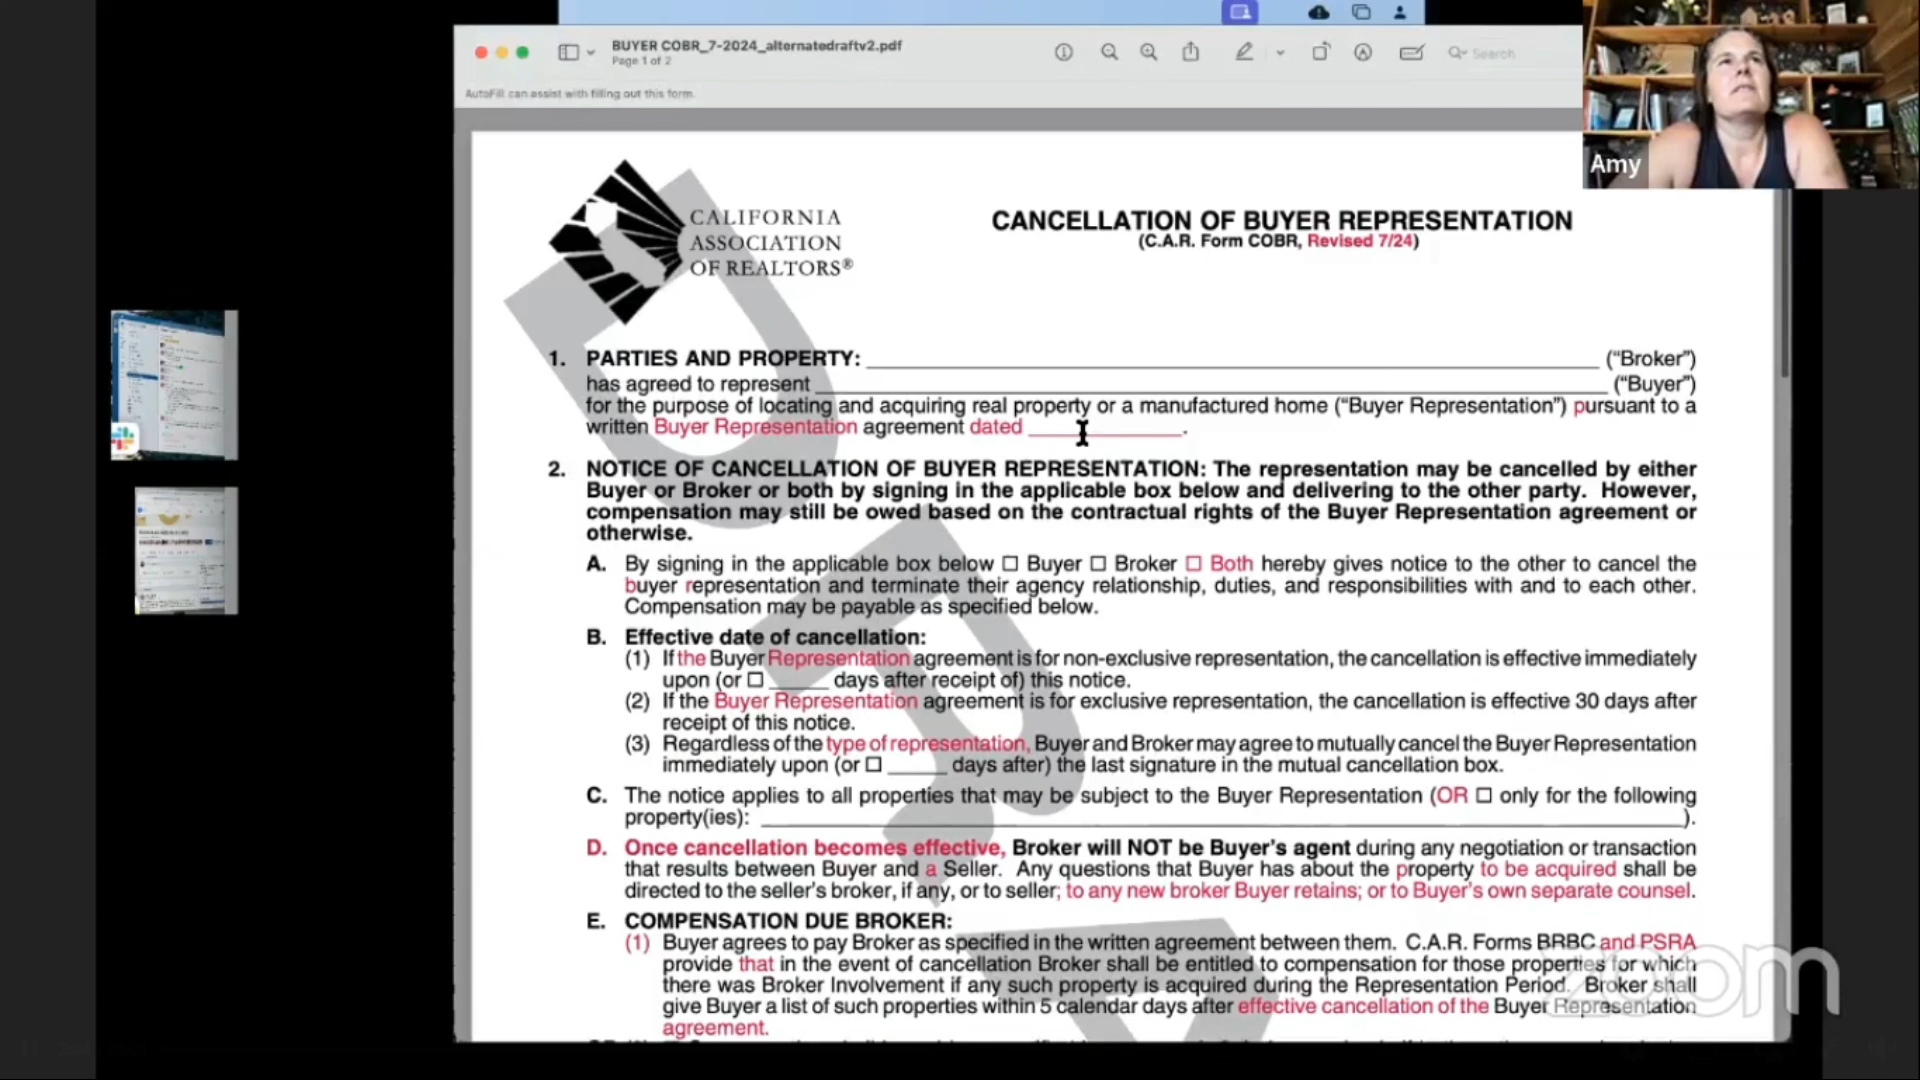 BUYER COBR_7-2024_alternatedraftv2.pdf
Page 1 of 2
Search
AutoFill can assist with filling out this form.
Amy
CALIFORNIA
ASSOCIATION
OF REALTORS®
CANCELLATION OF BUYER REPRESENTATION
(C.A.R. Form COBR, Revised 7/24)
1. PARTIES AND PROPERTY: ______ ("Broker")
has agreed to represent ______ ("Buyer")
for the purpose of locating and acquiring real property or a manufactured home ("Buyer Representation") pursuant to a
written Buyer Representation agreement dated ______.
2. NOTICE OF CANCELLATION OF BUYER REPRESENTATION: The representation may be cancelled by either
Buyer or Broker or both by signing in the applicable box below and delivering to the other party. However,
compensation may still be owed based on the contractual rights of the Buyer Representation agreement or
otherwise.
A. By signing in the applicable box below ☐ Buyer ☐ Broker ☐ Both hereby gives notice to the other to cancel the
buyer representation and terminate their agency relationship, duties, and responsibilities with and to each other.
Compensation may be payable as specified below.
B. Effective date of cancellation:
(1) If the Buyer Representation agreement is for non-exclusive representation, the cancellation is effective immediately
upon (or ☐ _____ days after receipt of) this notice.
(2) If the Buyer Representation agreement is for exclusive representation, the cancellation is effective 30 days after
receipt of this notice.
(3) Regardless of the type of representation, Buyer and Broker may agree to mutually cancel the Buyer Representation
immediately upon (or ☐ _____ days after) the last signature in the mutual cancellation box.
C. The notice applies to all properties that may be subject to the Buyer Representation (OR ☐ only for the following
property(ies): ______).
D. Once cancellation becomes effective, Broker will NOT be Buyer's agent during any negotiation or transaction
that results between Buyer and a Seller. Any questions that Buyer has about the property to be acquired shall be
directed to the seller's broker, if any, or to seller; to any new broker Buyer retains; or to Buyer's own separate counsel.
E. COMPENSATION DUE BROKER:
(1) Buyer agrees to pay Broker as specified in the written agreement between them. C.A.R. Forms BRBC and PSRA
provide that in the event of cancellation Broker shall be entitled to compensation for those properties for which
there was Broker Involvement if any such property is acquired during the Representation Period. Broker shall
give Buyer a list of such properties within 5 calendar days after effective cancellation of the Buyer Representation
agreement.
zoom